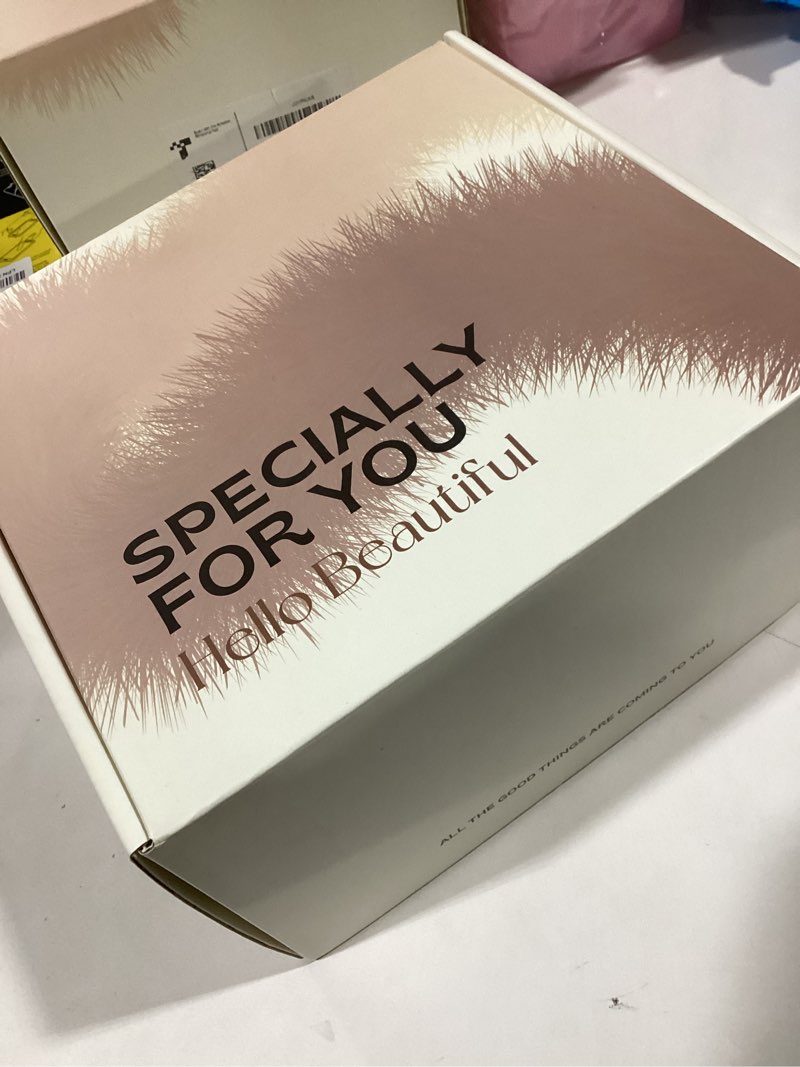 SPECIALLY
FOR YOU
Hello Beautiful
ALL THE GOOD THINGS ARE COMING TO YOU